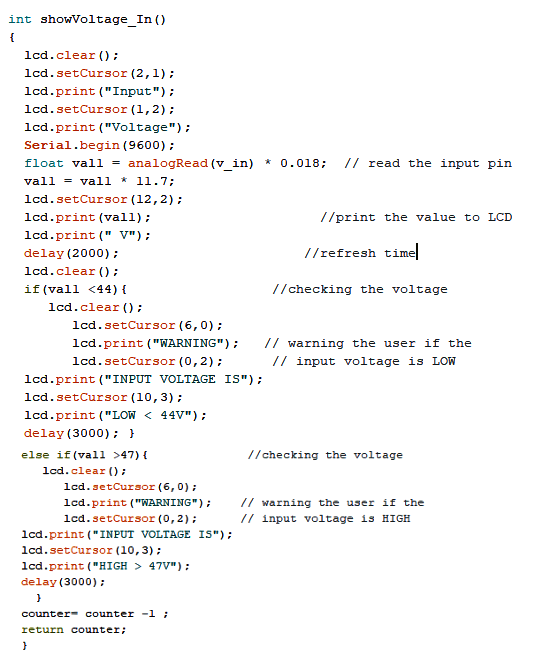 int showVoltage_In()
{
lcd.clear();
lcd.setCursor(2,1);
lcd.print("Input");
lcd.setCursor(1,2);
lcd.print("Voltage");
Serial.begin(9600);
float val1 = analogRead(v_in) * 0.018; // read the input pin
val1 = val1 * 11.7;
lcd.setCursor(12,2);
lcd.print(val1); //print the value to LCD
lcd.print(" V");
delay(2000); //refresh time
lcd.clear();
if(val1 <44){ //checking the voltage
lcd.clear();
lcd.setCursor(6,0);
lcd.print("WARNING"); // warning the user if the
lcd.setCursor(0,2); // input voltage is LOW
lcd.print("INPUT VOLTAGE IS");
lcd.setCursor(10,3);
lcd.print("LOW < 44V");
delay(3000); }
else if(val1 >47){ //checking the voltage
lcd.clear();
lcd.setCursor(6,0);
lcd.print("WARNING"); // warning the user if the
lcd.setCursor(0,2); // input voltage is HIGH
lcd.print("INPUT VOLTAGE IS");
lcd.setCursor(10,3);
lcd.print("HIGH > 47V");
delay(3000);
}
counter= counter -1 ;
return counter;
}